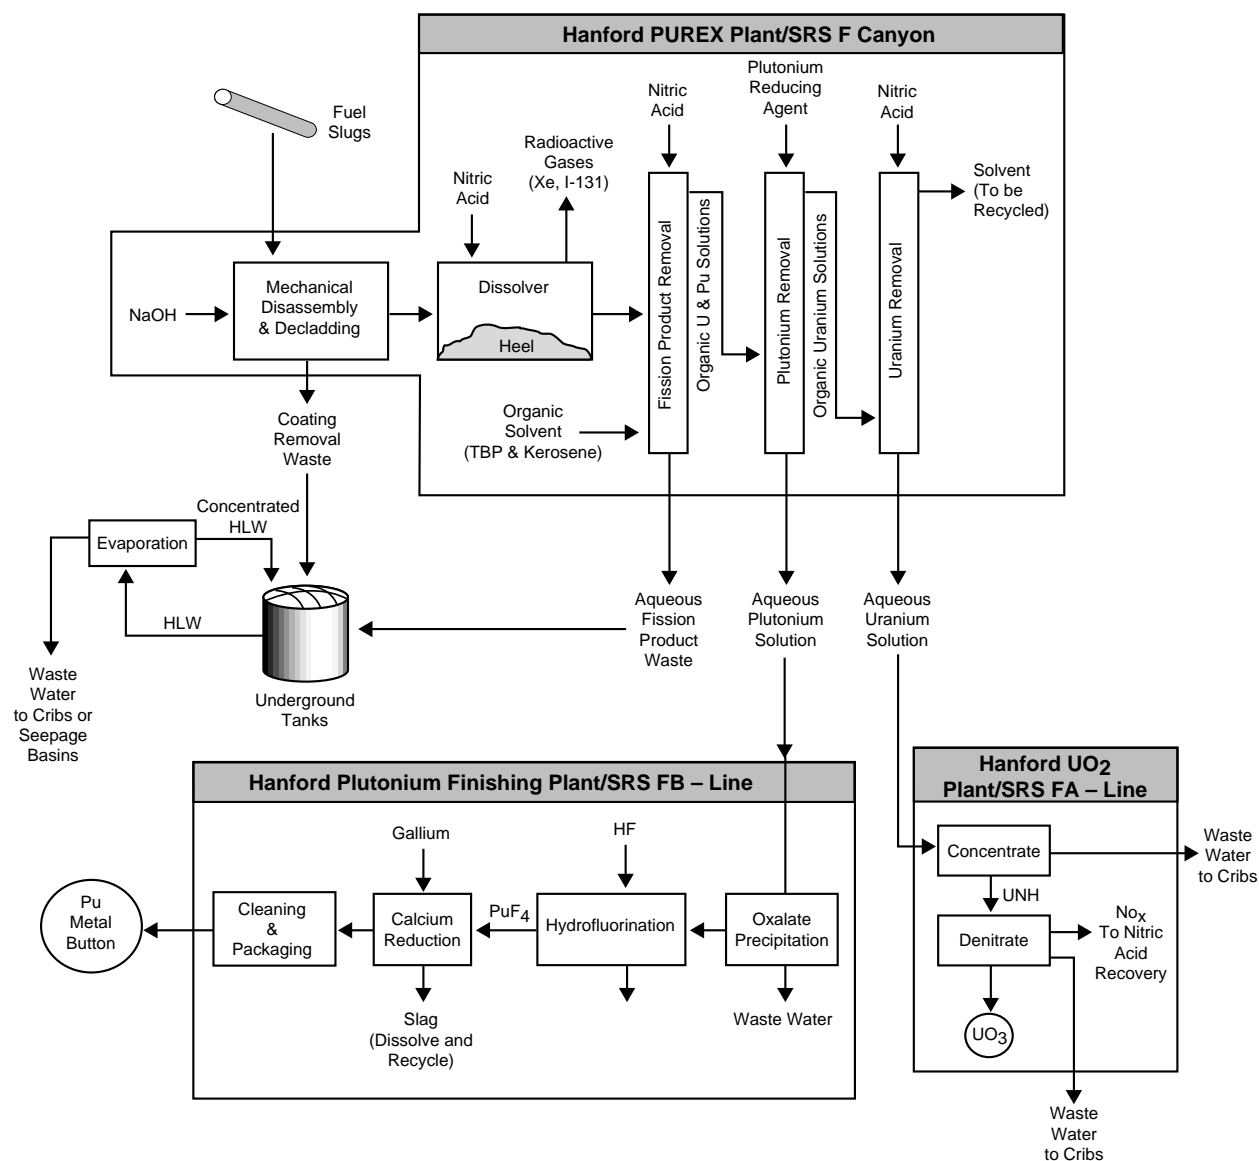 Hanford PUREX Plant/SRS F Canyon
Fuel
Slugs
Nitric
Acid
Radioactive
Gases
(Xe, I-131)
Nitric
Acid
Plutonium
Reducing
Agent
Nitric
Acid
Solvent
(To be
Recycled)
NaOH
Mechanical
Disassembly
& Decladding
Dissolver
Heel
Fission Product Removal
Organic U & Pu Solutions
Plutonium Removal
Organic Uranium Solutions
Uranium Removal
Organic
Solvent
(TBP & Kerosene)
Coating
Removal
Waste
Concentrated
HLW
Evaporation
HLW
Waste
Water
to Cribs or
Seepage
Basins
Underground
Tanks
Aqueous
Fission
Product
Waste
Aqueous
Plutonium
Solution
Aqueous
Uranium
Solution
Hanford Plutonium Finishing Plant/SRS FB – Line
Gallium
HF
Pu
Metal
Button
Cleaning
&
Packaging
Calcium
Reduction
PuF4
Hydrofluorination
Oxalate
Precipitation
Slag
(Dissolve and
Recycle)
Waste Water
Hanford UO2
Plant/SRS FA – Line
Concentrate
Waste
Water
to Cribs
UNH
Denitrate
Nox
To Nitric
Acid
Recovery
UO3
Waste
Water
to Cribs